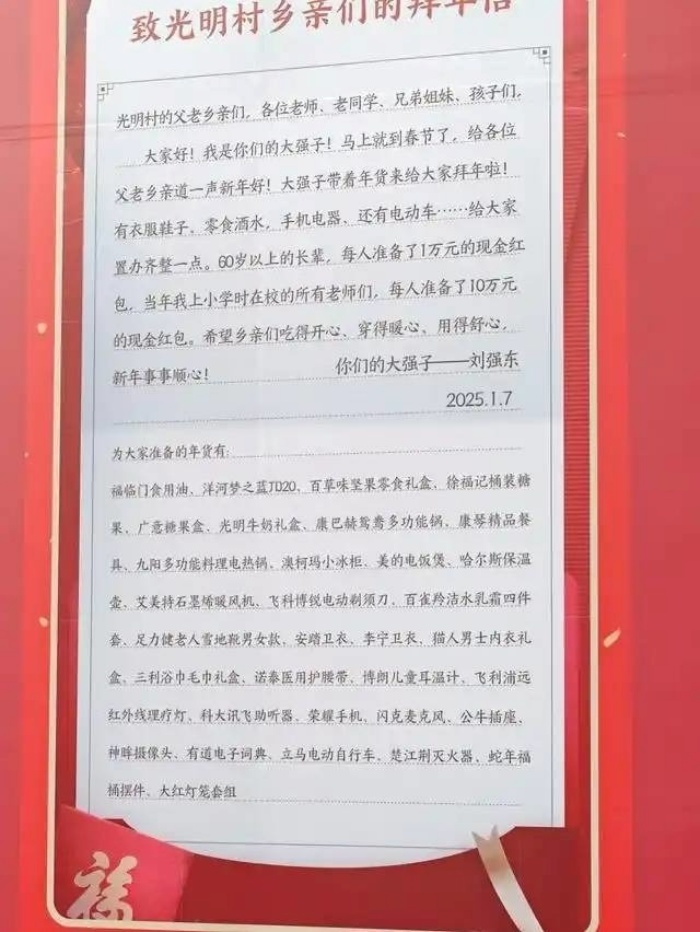 致光明村乡亲们的拜年信
光明村的父老乡亲们，各位老师、老同学、兄弟姐妹、孩子们，
大家好！我是你们的大强子！马上就到春节了，给各位
父老乡亲道一声新年好！大强子带着年货来给大家拜年啦！
有衣服鞋子、零食酒水，手机电器、还有电动车……给大家
置办齐整一点。60岁以上的长辈，每人准备了1万元的现金红
包，当年我上小学时在校的所有老师们，每人准备了10万元
的现金红包。希望乡亲们吃得开心、穿得暖心、用得舒心，
新年事事顺心！
你们的大强子——刘强东
2025.1.7
为大家准备的年货有：
福临门食用油、洋河梦之蓝JD20、百草味坚果零食礼盒、徐福记桶装糖
果、广意糖果盒、光明牛奶礼盒、康巴赫鸳鸯多功能锅、康琴精品餐
具、九阳多功能料理电热锅、澳柯玛小冰柜、美的电饭煲、哈尔斯保温
壶、艾美特石墨烯暖风机、飞科博锐电动剃须刀、百雀羚洁水乳霜四件
套、足力健老人雪地靴男女款、安踏卫衣、李宁卫衣、猫人男士内衣礼
盒、三利浴巾毛巾礼盒、诺泰医用护腰带、博朗儿童耳温计、飞利浦远
红外线理疗灯、科大讯飞助听器、荣耀手机、闪克麦克风、公牛插座、
神眸摄像头、有道电子词典、立马电动自行车、楚江荆灭火器、蛇年福
桶摆件、大红灯笼套组
福